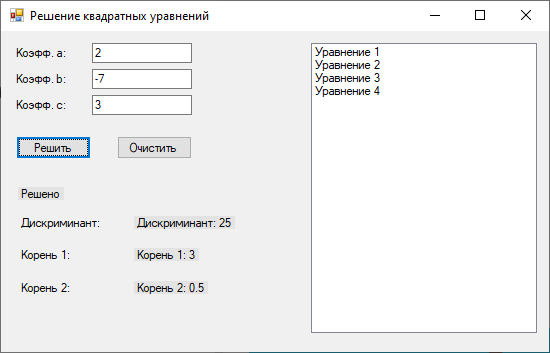 Решение квадратных уравнений
Коэфф. a: 2
Коэфф. b: -7
Коэфф. c: 3
Решить Очистить
Решено
Дискриминант: Дискриминант: 25
Корень 1: Корень 1: 3
Корень 2: Корень 2: 0.5
Уравнение 1
Уравнение 2
Уравнение 3
Уравнение 4